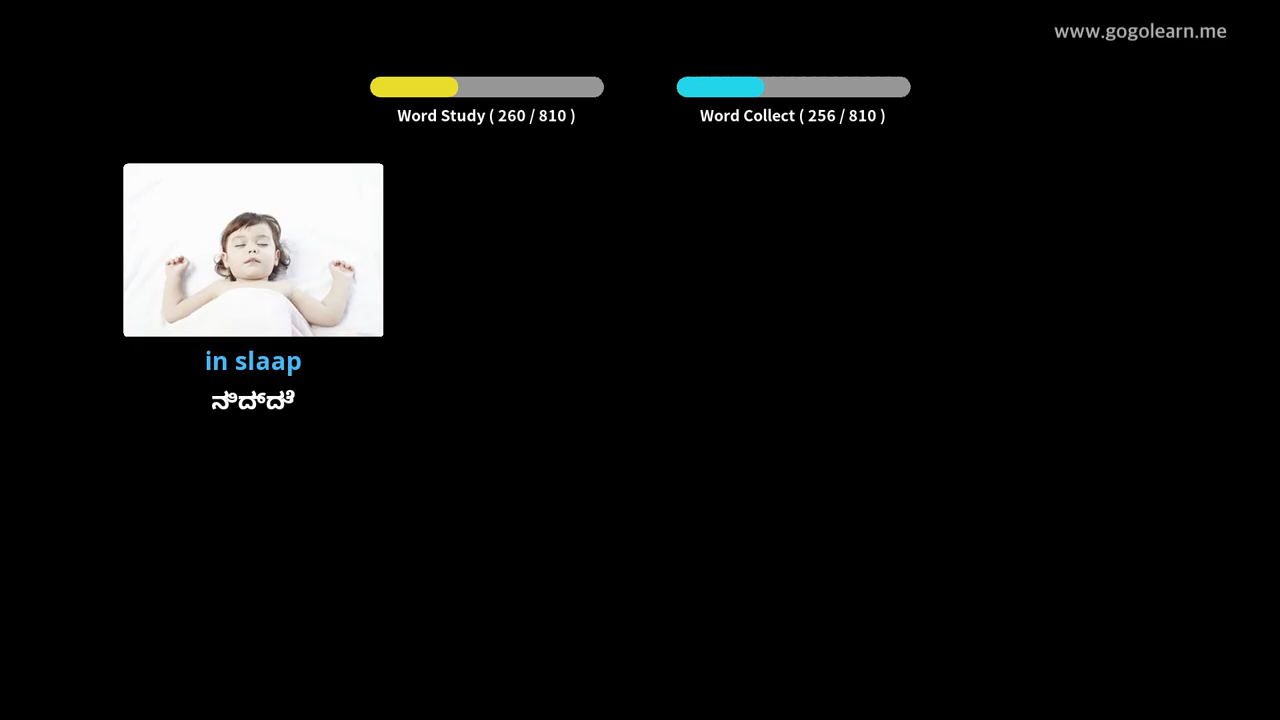 www.gogolearn.me
Word Study ( 260 / 810 )
Word Collect ( 256 / 810 )
in slaap
ನಿದ್ದೆ